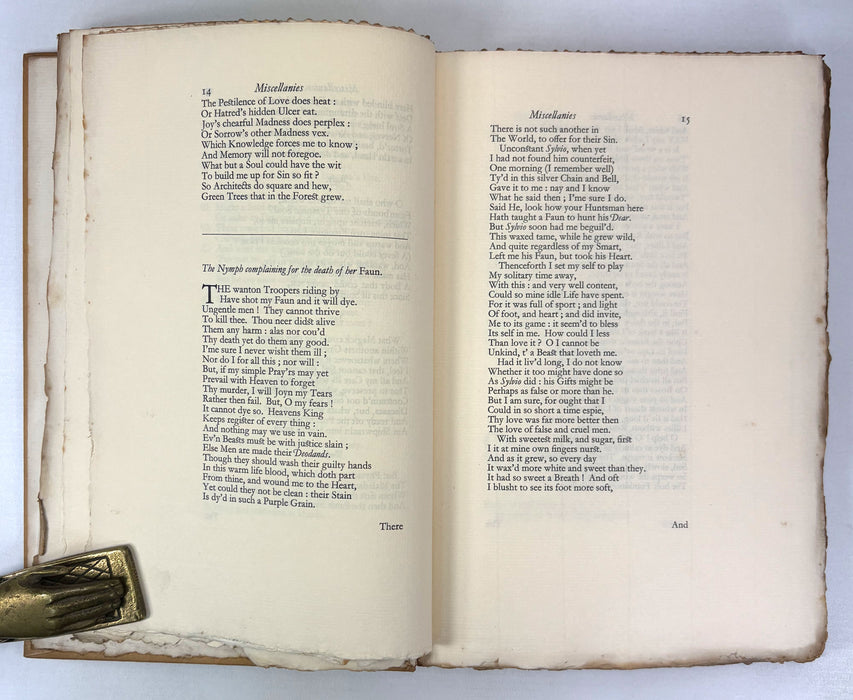 14 Miscellanies
The Pestilence of Love does heat :
Or Hatred's hidden Ulcer eat.
Joy's chearful Madness does perplex :
Or Sorrow's other Madness vex.
Which Knowledge forces me to know ;
And Memory will not foregoe.
What but a Soul could have the wit
To build me up for Sin so fit ?
So Architects do square and hew,
Green Trees that in the Forest grew.
The Nymph complaining for the death of her Faun.
THE wanton Troopers riding by
Have shot my Faun and it will dye.
Ungentle men ! They cannot thrive
To kill thee. Thou neer didst alive
Them any harm : alas nor cou'd
Thy death yet do them any good.
I'me sure I never wisht them ill ;
Nor do I for all this ; nor will :
But, if my simple Pray'rs may yet
Prevail with Heaven to forget
Thy murder, I will Joyn my Tears
Rather then fail. But, O my fears !
It cannot dye so. Heavens King
Keeps register of every thing :
And nothing may we use in vain.
Ev'n Beasts must be with justice slain ;
Else Men are made their Deodands.
Though they should wash their guilty hands
In this warm life blood, which doth part
From thine, and wound me to the Heart,
Yet could they not be clean : their Stain
Is dy'd in such a Purple Grain.
There
Miscellanies 15
There is not such another in
The World, to offer for their Sin.
Unconstant Sylvio, when yet
I had not found him counterfeit,
One morning (I remember well)
Ty'd in this silver Chain and Bell,
Gave it to me : nay and I know
What he said then ; I'me sure I do.
Said He, look how your Huntsman here
Hath taught a Faun to hunt his Dear.
But Sylvio soon had me beguil'd.
This waxed tame, while he grew wild,
And quite regardless of my Smart,
Left me his Faun, but took his Heart.
Thenceforth I set my self to play
My solitary time away,
With this : and very well content,
Could so mine idle Life have spent.
For it was full of sport ; and light
Of foot, and heart ; and did invite,
Me to its game : it seem'd to bless
Its self in me. How could I less
Than love it ? O I cannot be
Unkind, t' a Beast that loveth me.
Had it liv'd long, I do not know
Whether it too might have done so
As Sylvio did : his Gifts might be
Perhaps as false or more than he.
But I am sure, for ought that I
Could in so short a time espie,
Thy love was far more better then
The love of false and cruel men.
With sweetest milk, and sugar, first
I it at mine own fingers nurst.
And as it grew, so every day
It wax'd more white and sweet than they.
It had so sweet a Breath ! And oft
I blusht to see its foot more soft,
And